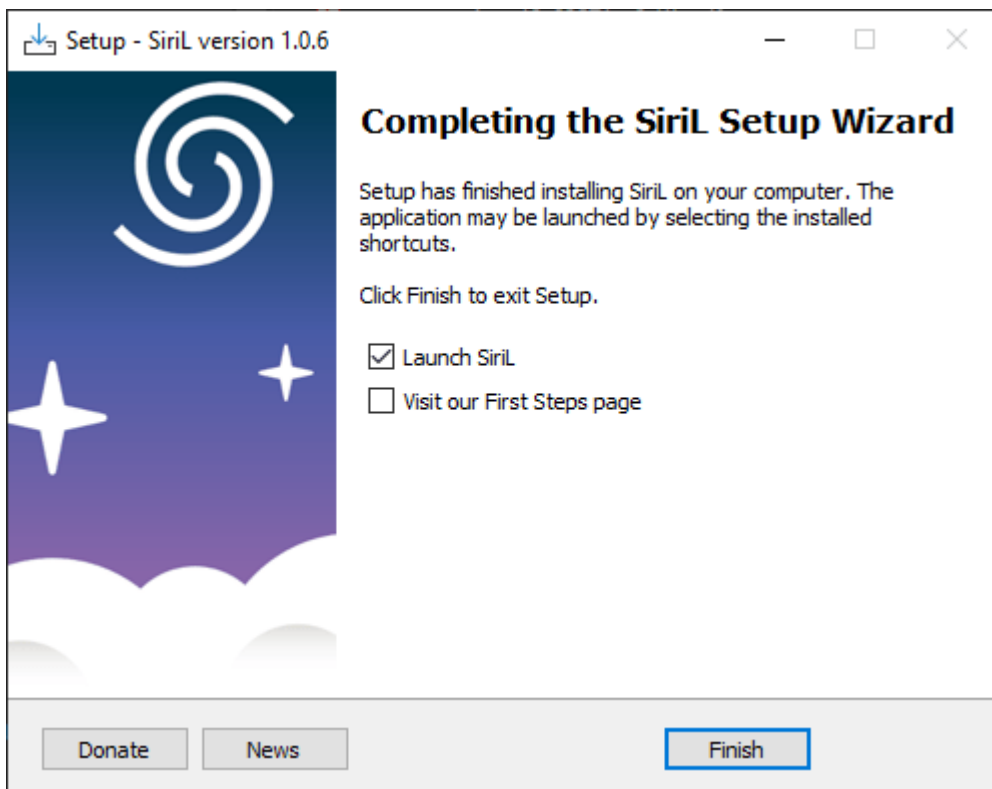 Setup - SiriL version 1.0.6
Completing the SiriL Setup Wizard
Setup has finished installing SiriL on your computer. The
application may be launched by selecting the installed
shortcuts.
Click Finish to exit Setup.
Launch SiriL
Visit our First Steps page
Donate
News
Finish